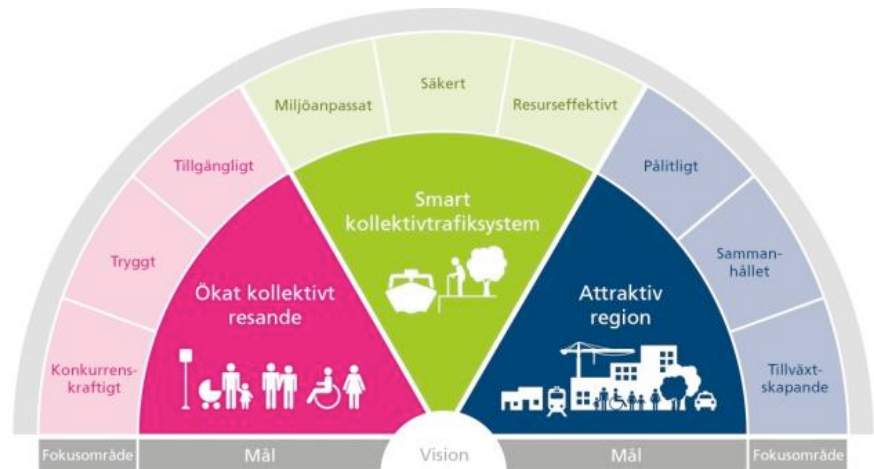 Miljöanpassat
Säkert
Resurseffektivt
Tillgängligt
Pålitligt
Smart
kollektivtrafiksystem
Tryggt
Samman-
hållet
Ökat kollektivt
resande
Attraktiv
region
Konkurrens-
kraftigt
Tillväxt-
skapande
Fokusområde
Mål
Vision
Mål
Fokusområde